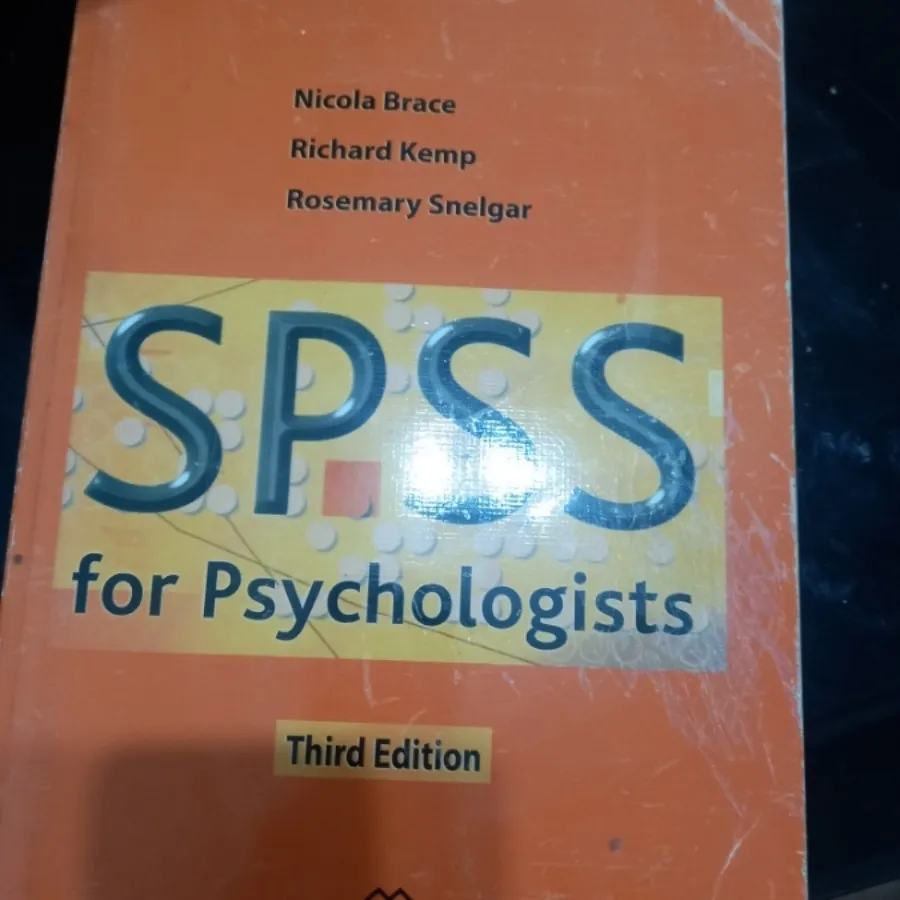 Nicola Brace
Richard Kemp
Rosemary Snelgar
SPSS
for Psychologists
Third Edition